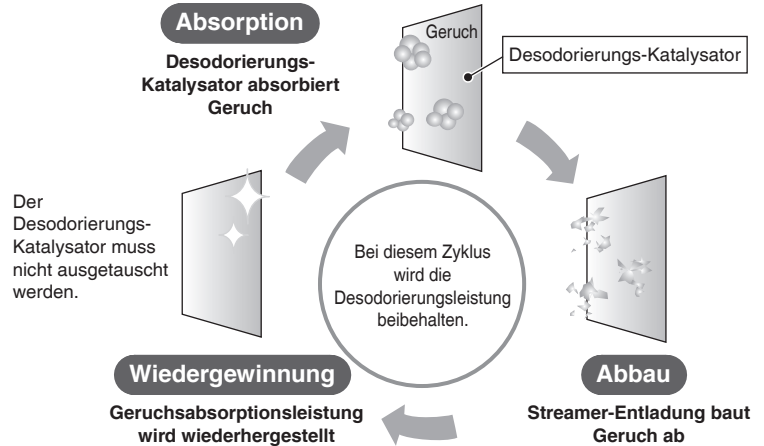 Absorption
Desodorierungs-
Katalysator absorbiert
Geruch
Geruch
Desodorierungs-Katalysator
Der
Desodorierungs-
Katalysator muss
nicht ausgetauscht
werden.
Bei diesem Zyklus
wird die
Desodorierungsleistung
beibehalten.
Wiedergewinnung
Geruchsabsorptionsleistung
wird wiederhergestellt
Abbau
Streamer-Entladung baut
Geruch ab